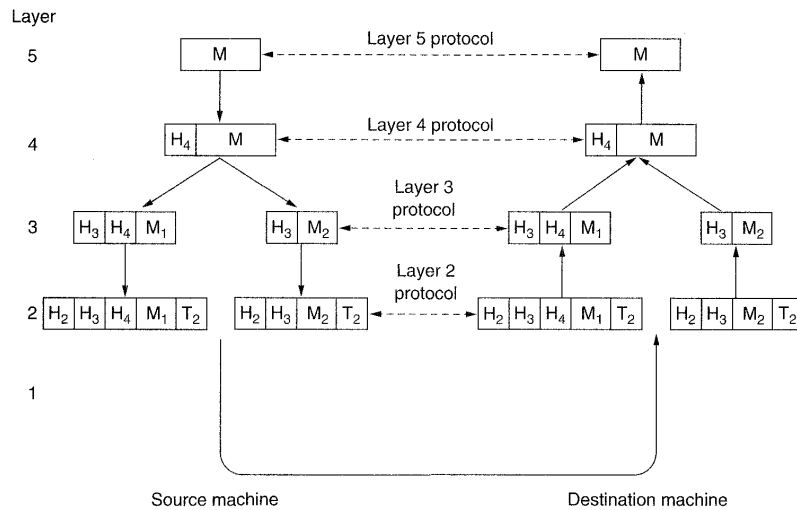 Layer
5 M Layer 5 protocol M
4 H₄ M Layer 4 protocol H₄ M
Layer 3
protocol
3 H₃ H₄ M₁ H₃ M₂ H₃ H₄ M₁ H₃ M₂
Layer 2
protocol
2 H₂ H₃ H₄ M₁ T₂ H₂ H₃ M₂ T₂ H₂ H₃ H₄ M₁ T₂ H₂ H₃ M₂ T₂
1
Source machine Destination machine